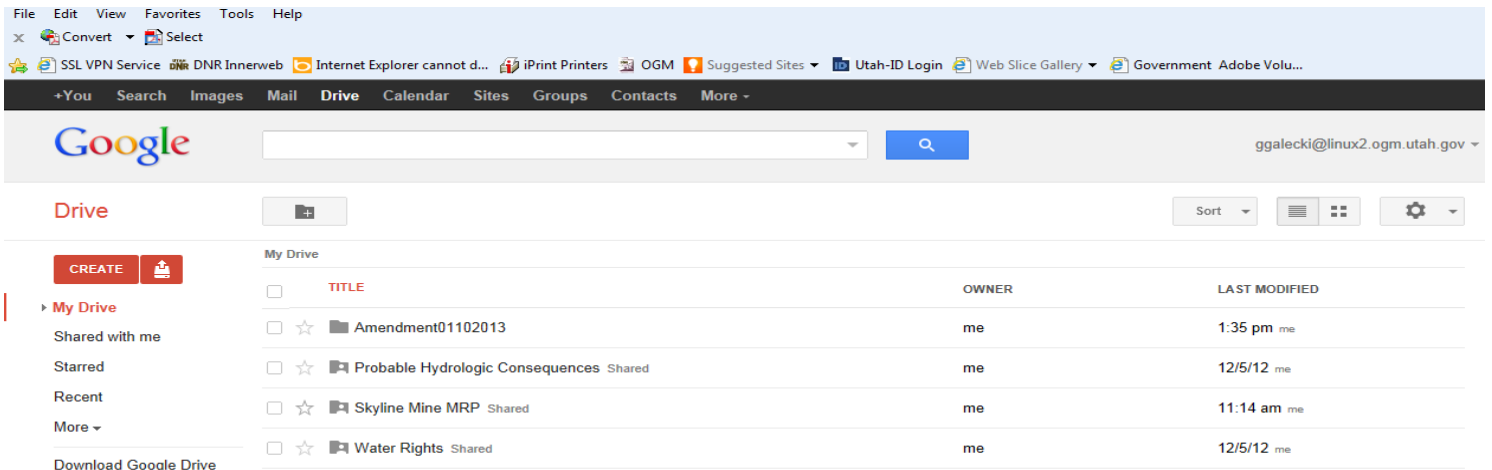 File Edit View Favorites Tools Help
x Convert Select
SSL VPN Service DNR DNR Innerweb Internet Explorer cannot d... iPrint Printers OGM Suggested Sites ID Utah-ID Login Web Slice Gallery Government Adobe Volu...
+You Search Images Mail Drive Calendar Sites Groups Contacts More
Google ggalecki@linux2.ogm.utah.gov
Drive Sort
My Drive
CREATE
TITLE OWNER LAST MODIFIED
My Drive
Amendment01102013 me 1:35 pm me
Shared with me
Probable Hydrologic Consequences Shared me 12/5/12 me
Starred
Recent
Skyline Mine MRP Shared me 11:14 am me
More
Water Rights Shared me 12/5/12 me
Download Google Drive